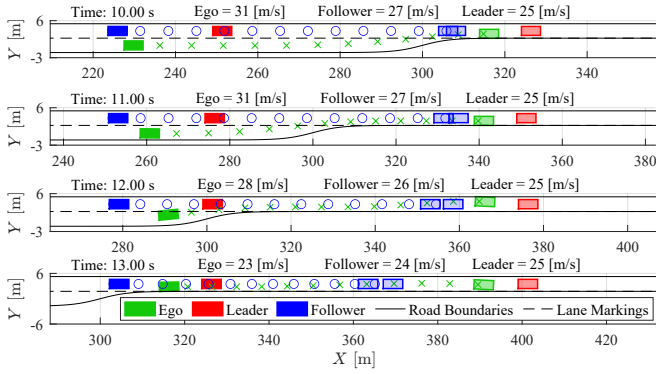 Time: 10.00 s Ego = 31 [m/s] Follower = 27 [m/s] Leader = 25 [m/s]
Y [m]
6
-3
220 240 260 280 300 320 340
Time: 11.00 s Ego = 31 [m/s] Follower = 27 [m/s] Leader = 25 [m/s]
Y [m]
6
-3
240 260 280 300 320 340 360 380
Time: 12.00 s Ego = 28 [m/s] Follower = 26 [m/s] Leader = 25 [m/s]
Y [m]
6
-3
280 300 320 340 360 380 400
Time: 13.00 s Ego = 23 [m/s] Follower = 24 [m/s] Leader = 25 [m/s]
Y [m]
6
-6
Ego Leader Follower Road Boundaries Lane Markings
300 320 340 360 380 400 420
X [m]